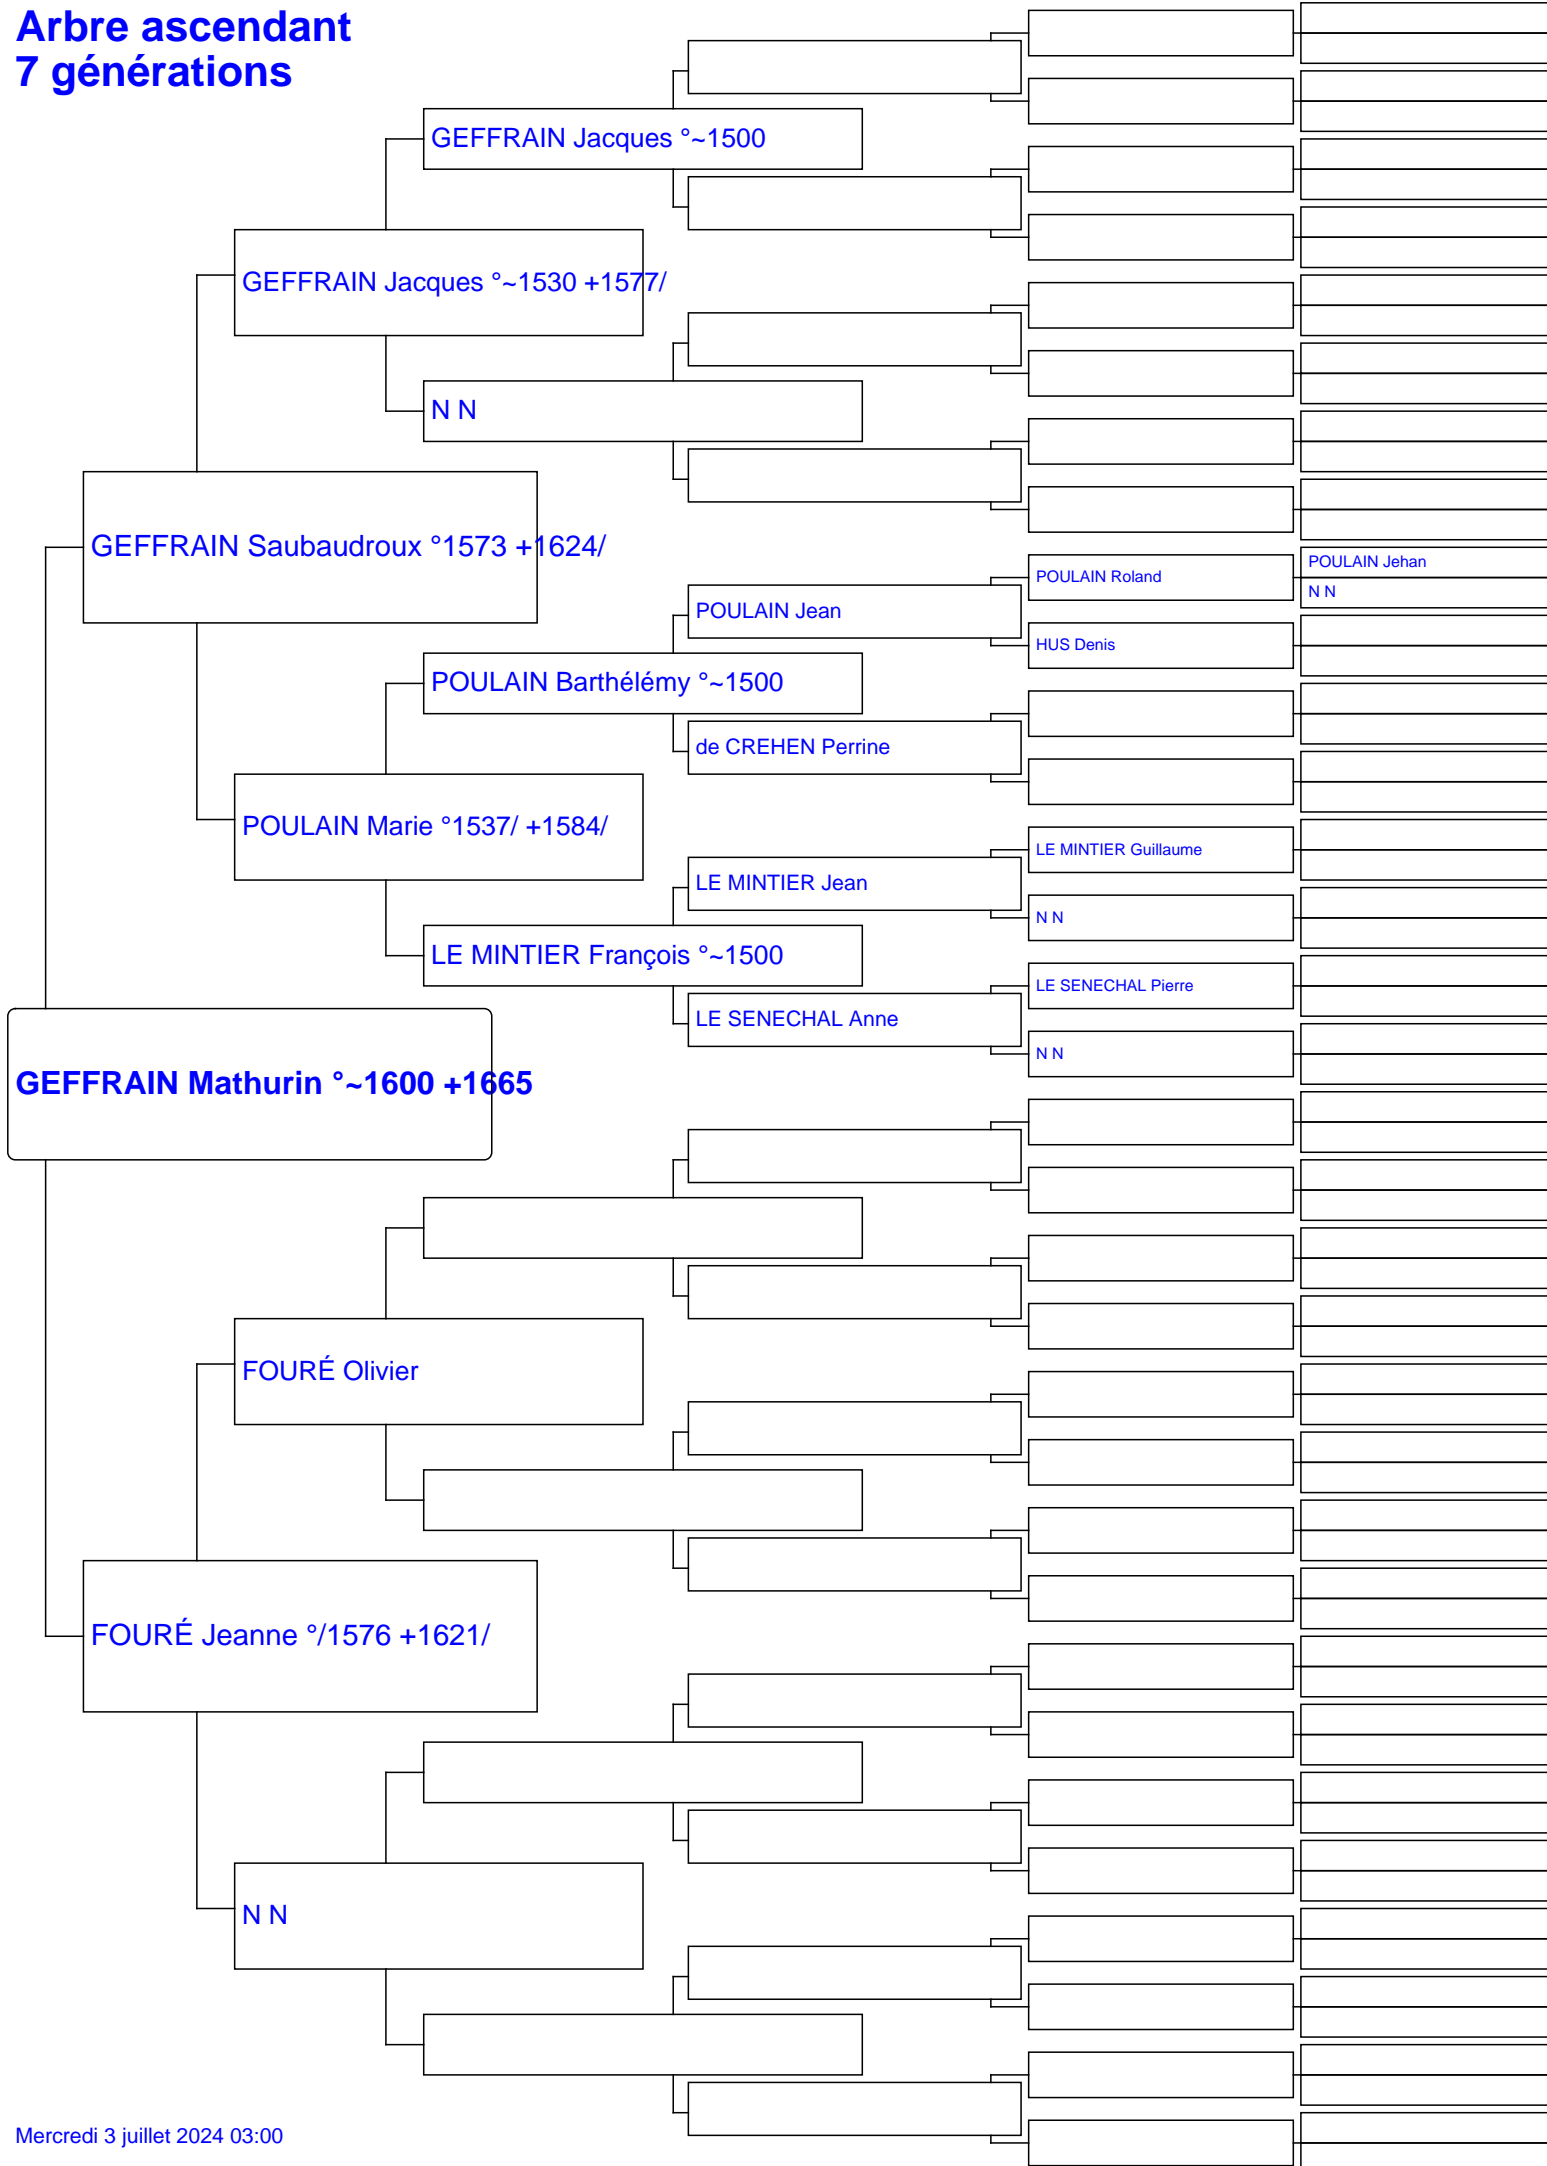 Arbre ascendant
7 générations
GEFFRAIN Jacques °~1500
GEFFRAIN Jacques °~1530 +1577/
N N
GEFFRAIN Saubaudroux °1573 +1624/
POULAIN Jehan
POULAIN Roland
N N
POULAIN Jean
HUS Denis
POULAIN Barthélémy °~1500
de CREHEN Perrine
POULAIN Marie °1537/ +1584/
LE MINTIER Guillaume
LE MINTIER Jean
N N
LE MINTIER François °~1500
LE SENECHAL Pierre
LE SENECHAL Anne
N N
GEFFRAIN Mathurin °~1600 +1665
FOURÉ Olivier
FOURÉ Jeanne °/1576 +1621/
N N
Mercredi 3 juillet 2024 03:00